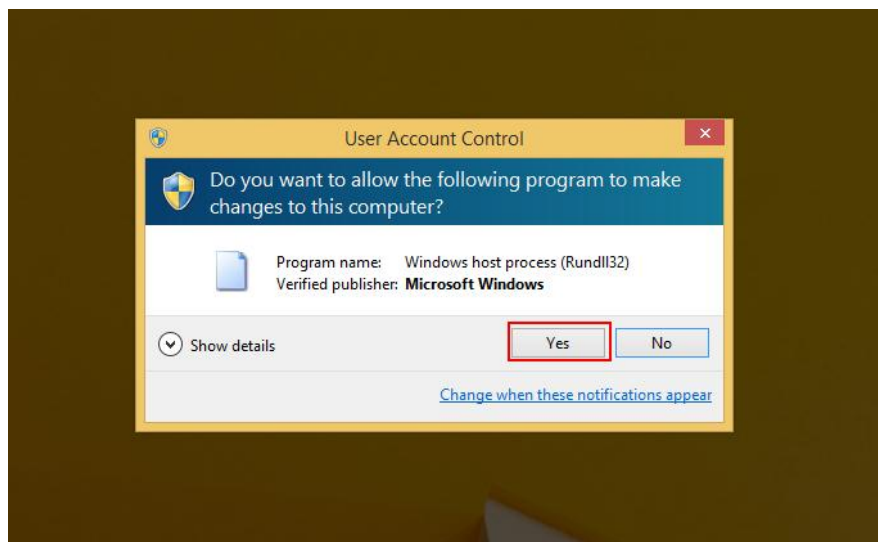 User Account Control
Do you want to allow the following program to make
changes to this computer?
Program name: Windows host process (Rundll32)
Verified publisher: Microsoft Windows
Show details
Yes
No
Change when these notifications appear